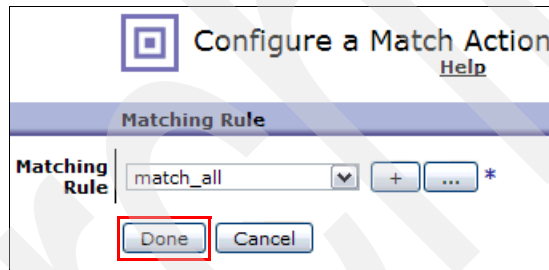 Configure a Match Action
Help
Matching Rule
Matching Rule
match_all
+
...
*
Done
Cancel